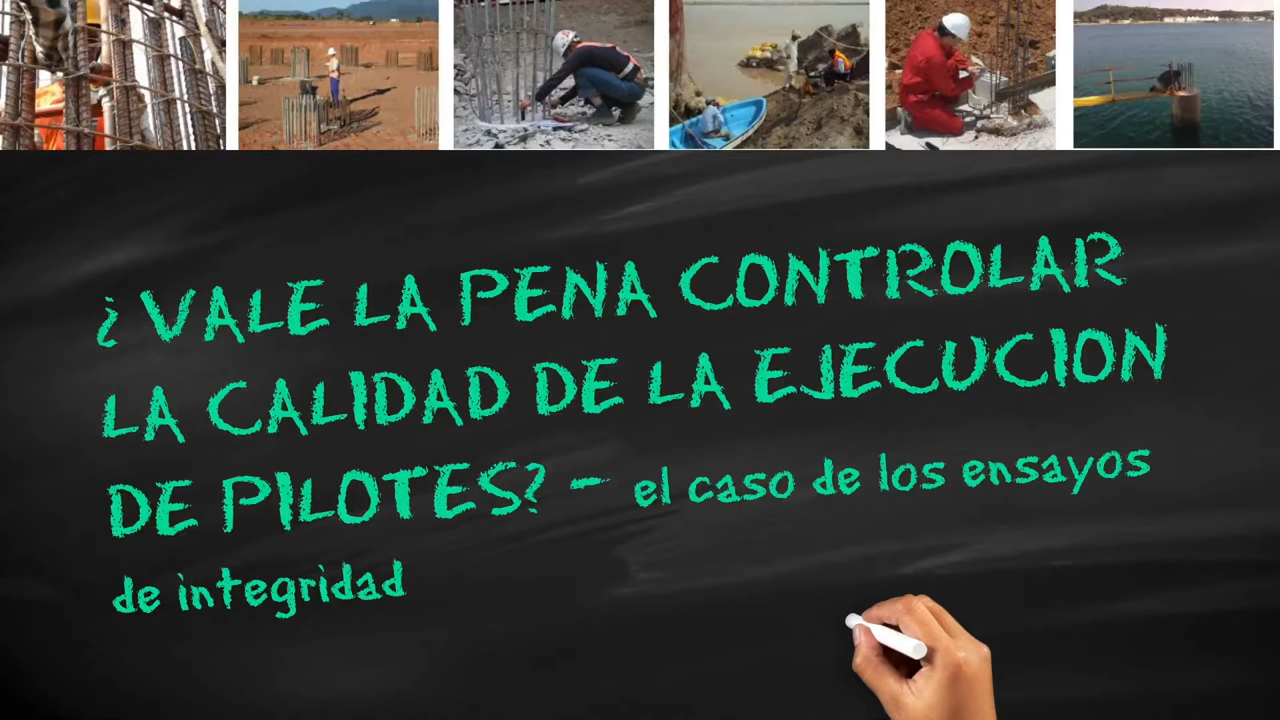 ¿ VALE LA PENA CONTROLAR
LA CALIDAD DE LA EJECUCION
DE PILOTES? - el caso de los ensayos
de integridad